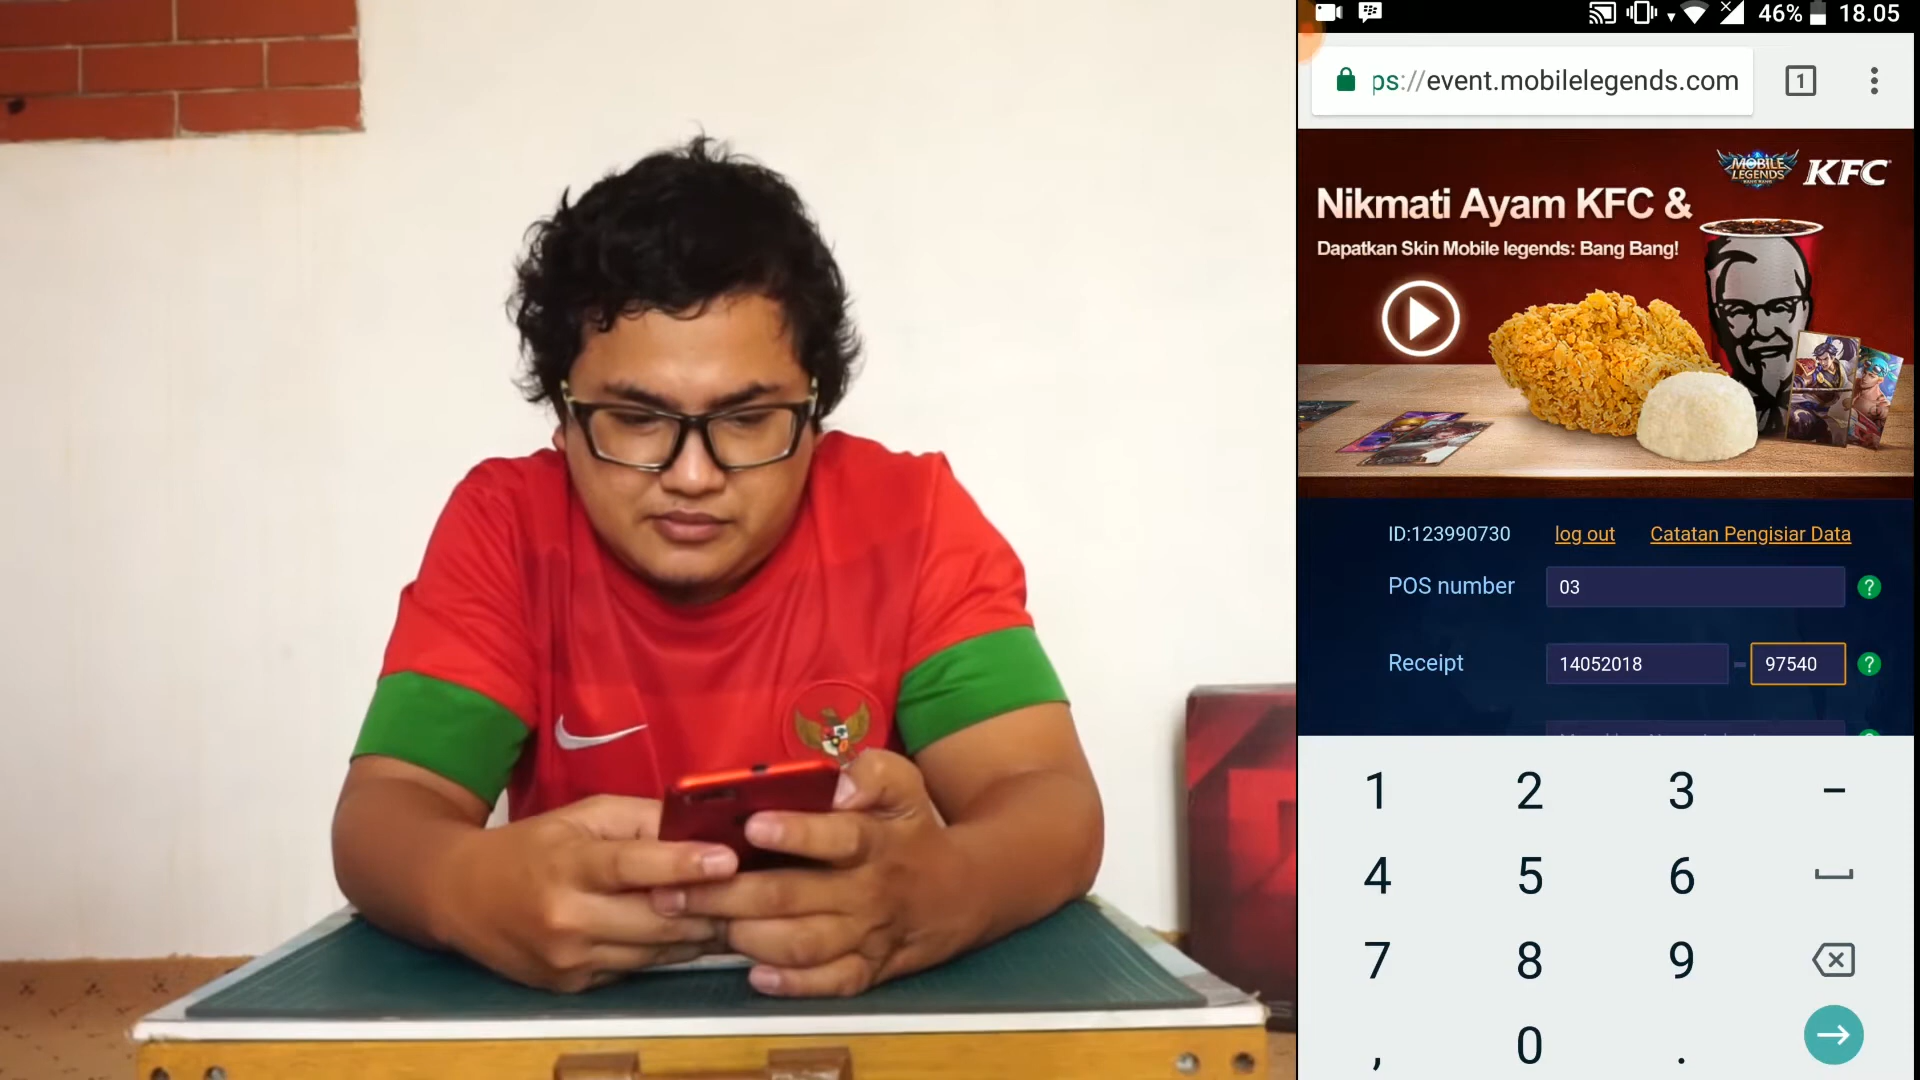 46% 18.05
ps://event.mobilelegends.com
1
MOBILE
LEGENDS
KFC
Nikmati Ayam KFC &
Dapatkan Skin Mobile legends: Bang Bang!
ID:123990730 log out Catatan Pengisiar Data
POS number 03 ?
Receipt 14052018 - 97540 ?
1 2 3 -
4 5 6
7 8 9
, 0 .